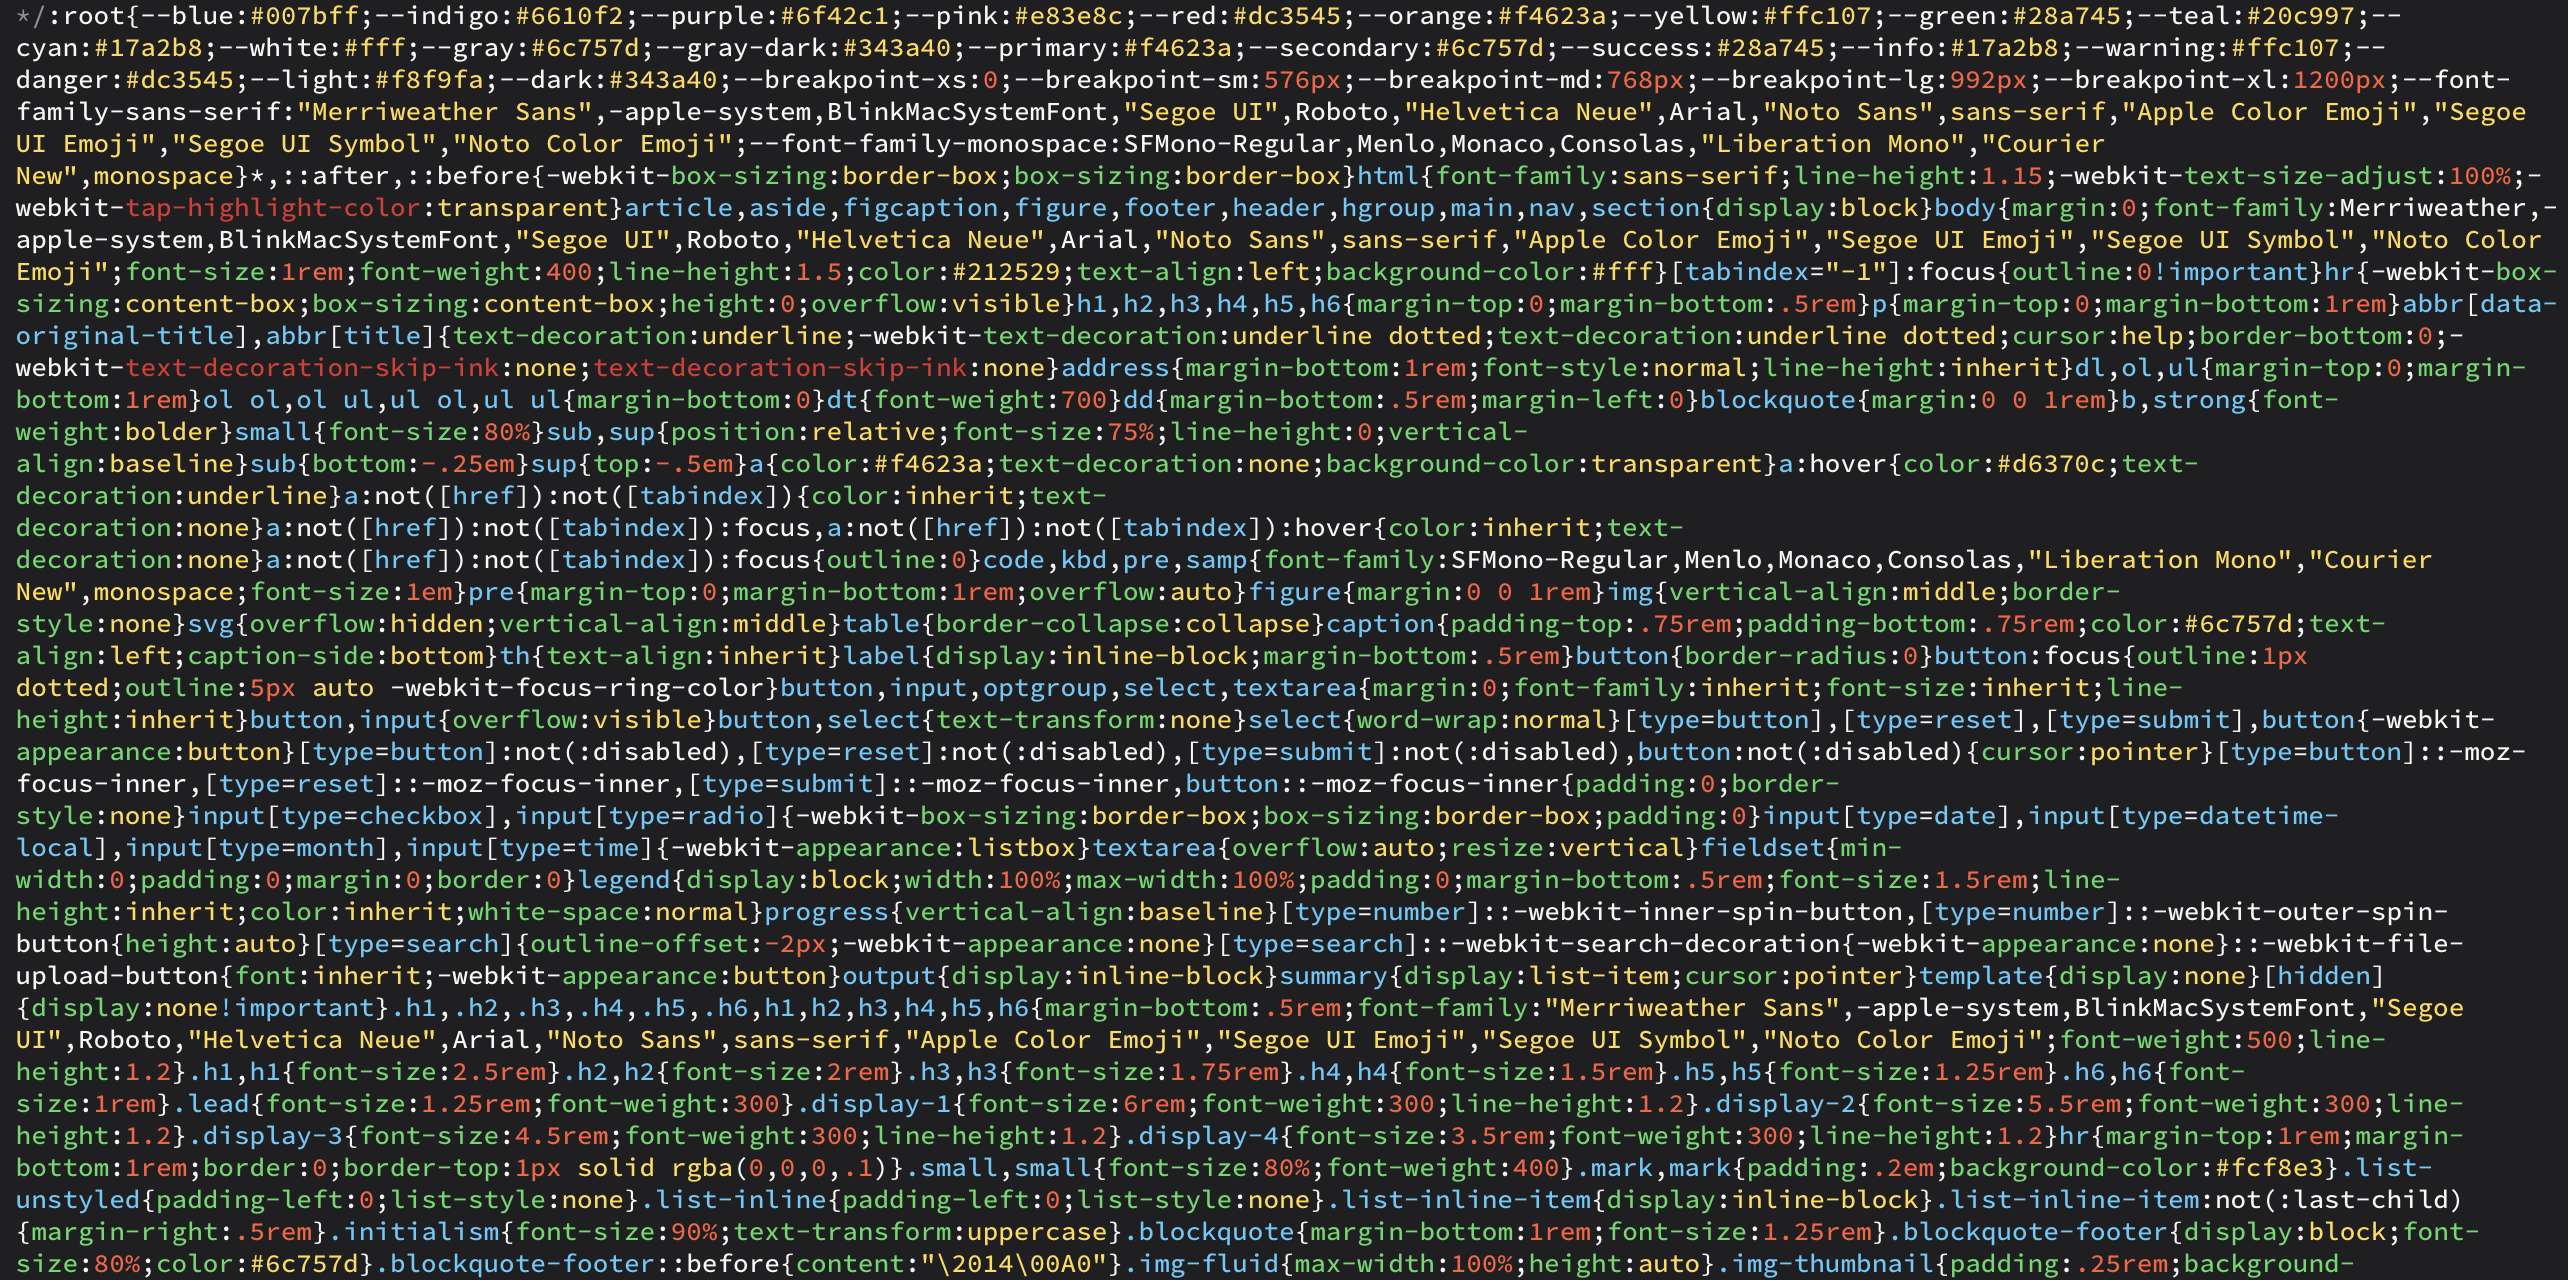 */:root{--blue:#007bff;--indigo:#6610f2;--purple:#6f42c1;--pink:#e83e8c;--red:#dc3545;--orange:#f4623a;--yellow:#ffc107;--green:#28a745;--teal:#20c997;--
cyan:#17a2b8;--white:#fff;--gray:#6c757d;--gray-dark:#343a40;--primary:#f4623a;--secondary:#6c757d;--success:#28a745;--info:#17a2b8;--warning:#ffc107;--
danger:#dc3545;--light:#f8f9fa;--dark:#343a40;--breakpoint-xs:0;--breakpoint-sm:576px;--breakpoint-md:768px;--breakpoint-lg:992px;--breakpoint-xl:1200px;--font-
family-sans-serif:"Merriweather Sans",-apple-system,BlinkMacSystemFont,"Segoe UI",Roboto,"Helvetica Neue",Arial,"Noto Sans",sans-serif,"Apple Color Emoji","Segoe
UI Emoji","Segoe UI Symbol","Noto Color Emoji";--font-family-monospace:SFMono-Regular,Menlo,Monaco,Consolas,"Liberation Mono","Courier
New",monospace}*,::after,::before{-webkit-box-sizing:border-box;box-sizing:border-box}html{font-family:sans-serif;line-height:1.15;-webkit-text-size-adjust:100%;-
webkit-tap-highlight-color:transparent}article,aside,figcaption,figure,footer,header,hgroup,main,nav,section{display:block}body{margin:0;font-family:Merriweather,-
apple-system,BlinkMacSystemFont,"Segoe UI",Roboto,"Helvetica Neue",Arial,"Noto Sans",sans-serif,"Apple Color Emoji","Segoe UI Emoji","Segoe UI Symbol","Noto Color
Emoji";font-size:1rem;font-weight:400;line-height:1.5;color:#212529;text-align:left;background-color:#fff}[tabindex="-1"]:focus{outline:0!important}hr{-webkit-box-
sizing:content-box;box-sizing:content-box;height:0;overflow:visible}h1,h2,h3,h4,h5,h6{margin-top:0;margin-bottom:.5rem}p{margin-top:0;margin-bottom:1rem}abbr[data-
original-title],abbr[title]{text-decoration:underline;-webkit-text-decoration:underline dotted;text-decoration:underline dotted;cursor:help;border-bottom:0;-
webkit-text-decoration-skip-ink:none;text-decoration-skip-ink:none}address{margin-bottom:1rem;font-style:normal;line-height:inherit}dl,ol,ul{margin-top:0;margin-
bottom:1rem}ol ol,ol ul,ul ol,ul ul{margin-bottom:0}dt{font-weight:700}dd{margin-bottom:.5rem;margin-left:0}blockquote{margin:0 0 1rem}b,strong{font-
weight:bolder}small{font-size:80%}sub,sup{position:relative;font-size:75%;line-height:0;vertical-
align:baseline}sub{bottom:-.25em}sup{top:-.5em}a{color:#f4623a;text-decoration:none;background-color:transparent}a:hover{color:#d6370c;text-
decoration:underline}a:not([href]):not([tabindex]){color:inherit;text-
decoration:none}a:not([href]):not([tabindex]):focus,a:not([href]):not([tabindex]):hover{color:inherit;text-
decoration:none}a:not([href]):not([tabindex]):focus{outline:0}code,kbd,pre,samp{font-family:SFMono-Regular,Menlo,Monaco,Consolas,"Liberation Mono","Courier
New",monospace;font-size:1em}pre{margin-top:0;margin-bottom:1rem;overflow:auto}figure{margin:0 0 1rem}img{vertical-align:middle;border-
style:none}svg{overflow:hidden;vertical-align:middle}table{border-collapse:collapse}caption{padding-top:.75rem;padding-bottom:.75rem;color:#6c757d;text-
align:left;caption-side:bottom}th{text-align:inherit}label{display:inline-block;margin-bottom:.5rem}button{border-radius:0}button:focus{outline:1px
dotted;outline:5px auto -webkit-focus-ring-color}button,input,optgroup,select,textarea{margin:0;font-family:inherit;font-size:inherit;line-
height:inherit}button,input{overflow:visible}button,select{text-transform:none}select{word-wrap:normal}[type=button],[type=reset],[type=submit],button{-webkit-
appearance:button}[type=button]:not(:disabled),[type=reset]:not(:disabled),[type=submit]:not(:disabled),button:not(:disabled){cursor:pointer}[type=button]::-moz-
focus-inner,[type=reset]::-moz-focus-inner,[type=submit]::-moz-focus-inner,button::-moz-focus-inner{padding:0;border-
style:none}input[type=checkbox],input[type=radio]{-webkit-box-sizing:border-box;box-sizing:border-box;padding:0}input[type=date],input[type=datetime-
local],input[type=month],input[type=time]{-webkit-appearance:listbox}textarea{overflow:auto;resize:vertical}fieldset{min-
width:0;padding:0;margin:0;border:0}legend{display:block;width:100%;max-width:100%;padding:0;margin-bottom:.5rem;font-size:1.5rem;line-
height:inherit;color:inherit;white-space:normal}progress{vertical-align:baseline}[type=number]::-webkit-inner-spin-button,[type=number]::-webkit-outer-spin-
button{height:auto}[type=search]{outline-offset:-2px;-webkit-appearance:none}[type=search]::-webkit-search-decoration{-webkit-appearance:none}::-webkit-file-
upload-button{font:inherit;-webkit-appearance:button}output{display:inline-block}summary{display:list-item;cursor:pointer}template{display:none}[hidden]
{display:none!important}.h1,.h2,.h3,.h4,.h5,.h6,h1,h2,h3,h4,h5,h6{margin-bottom:.5rem;font-family:"Merriweather Sans",-apple-system,BlinkMacSystemFont,"Segoe
UI",Roboto,"Helvetica Neue",Arial,"Noto Sans",sans-serif,"Apple Color Emoji","Segoe UI Emoji","Segoe UI Symbol","Noto Color Emoji";font-weight:500;line-
height:1.2}.h1,h1{font-size:2.5rem}.h2,h2{font-size:2rem}.h3,h3{font-size:1.75rem}.h4,h4{font-size:1.5rem}.h5,h5{font-size:1.25rem}.h6,h6{font-
size:1rem}.lead{font-size:1.25rem;font-weight:300}.display-1{font-size:6rem;font-weight:300;line-height:1.2}.display-2{font-size:5.5rem;font-weight:300;line-
height:1.2}.display-3{font-size:4.5rem;font-weight:300;line-height:1.2}.display-4{font-size:3.5rem;font-weight:300;line-height:1.2}hr{margin-top:1rem;margin-
bottom:1rem;border:0;border-top:1px solid rgba(0,0,0,.1)}.small,small{font-size:80%;font-weight:400}.mark,mark{padding:.2em;background-color:#fcf8e3}.list-
unstyled{padding-left:0;list-style:none}.list-inline{padding-left:0;list-style:none}.list-inline-item{display:inline-block}.list-inline-item:not(:last-child)
{margin-right:.5rem}.initialism{font-size:90%;text-transform:uppercase}.blockquote{margin-bottom:1rem;font-size:1.25rem}.blockquote-footer{display:block;font-
size:80%;color:#6c757d}.blockquote-footer::before{content:"\2014\00A0"}.img-fluid{max-width:100%;height:auto}.img-thumbnail{padding:.25rem;background-